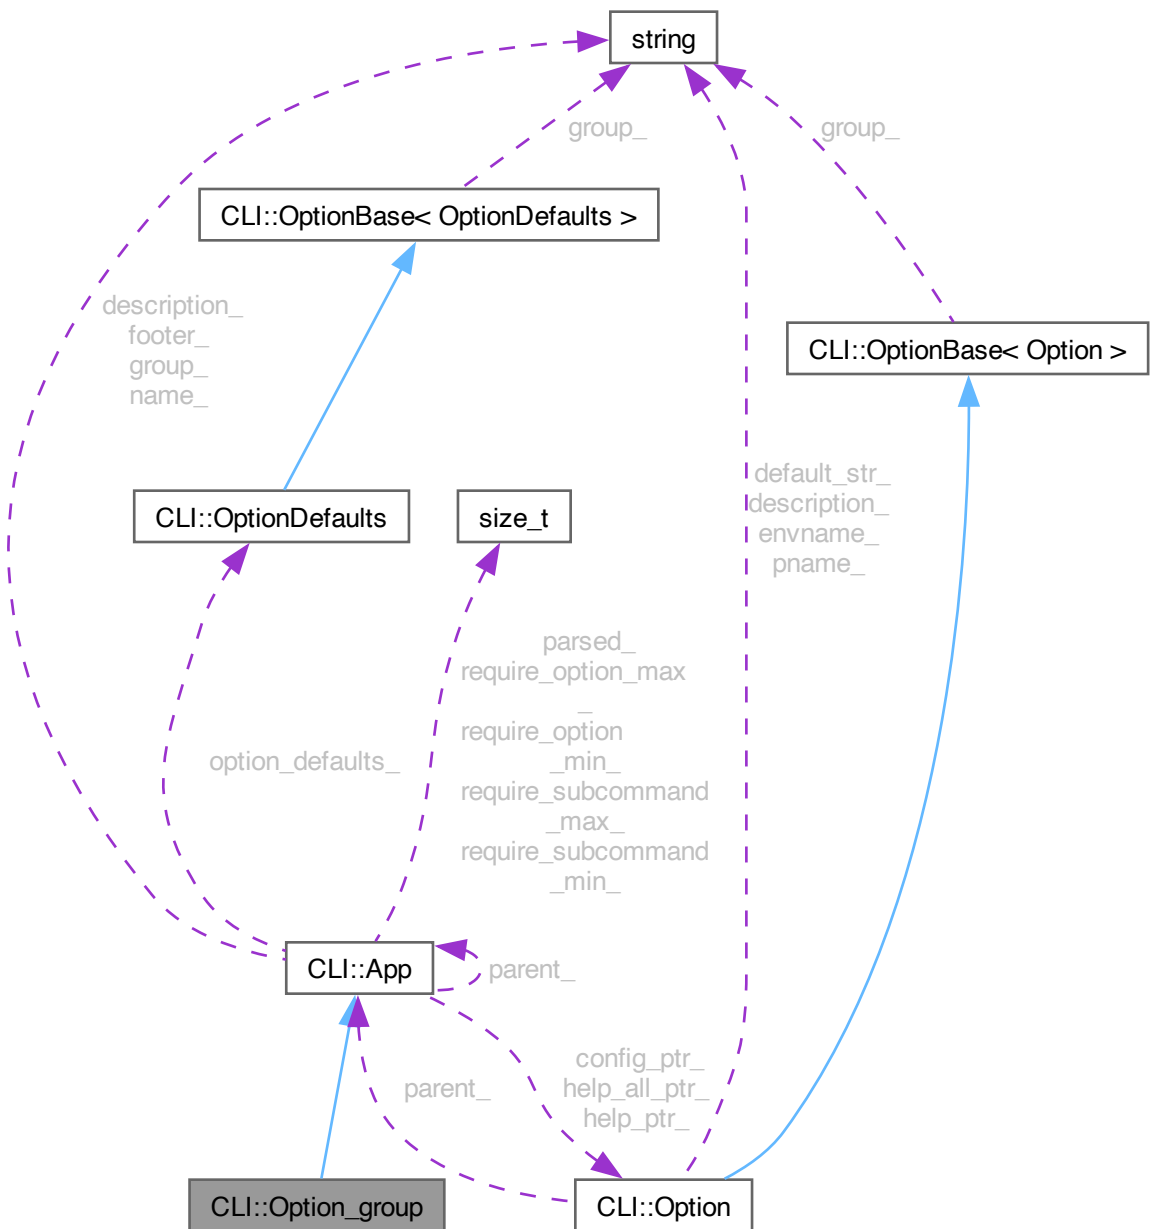 string
group_
group_
CLI::OptionBase< OptionDefaults >
description_
footer_
group_
name_
CLI::OptionBase< Option >
default_str_
description_
envname_
pname_
CLI::OptionDefaults
size_t
parsed_
require_option_max
_
require_option
_min_
require_subcommand
_max_
require_subcommand
_min_
option_defaults_
CLI::App
parent_
config_ptr_
help_all_ptr_
help_ptr_
parent_
CLI::Option_group
CLI::Option